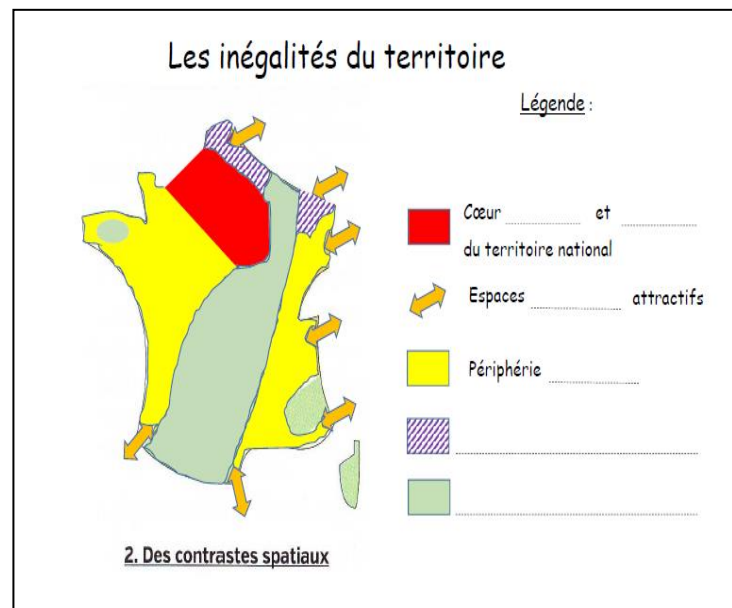 Les inégalités du territoire
Légende :
Cœur .................... et ....................
du territoire national
Espaces .................... attractifs
Périphérie ....................
............................................................
............................................................
2. Des contrastes spatiaux